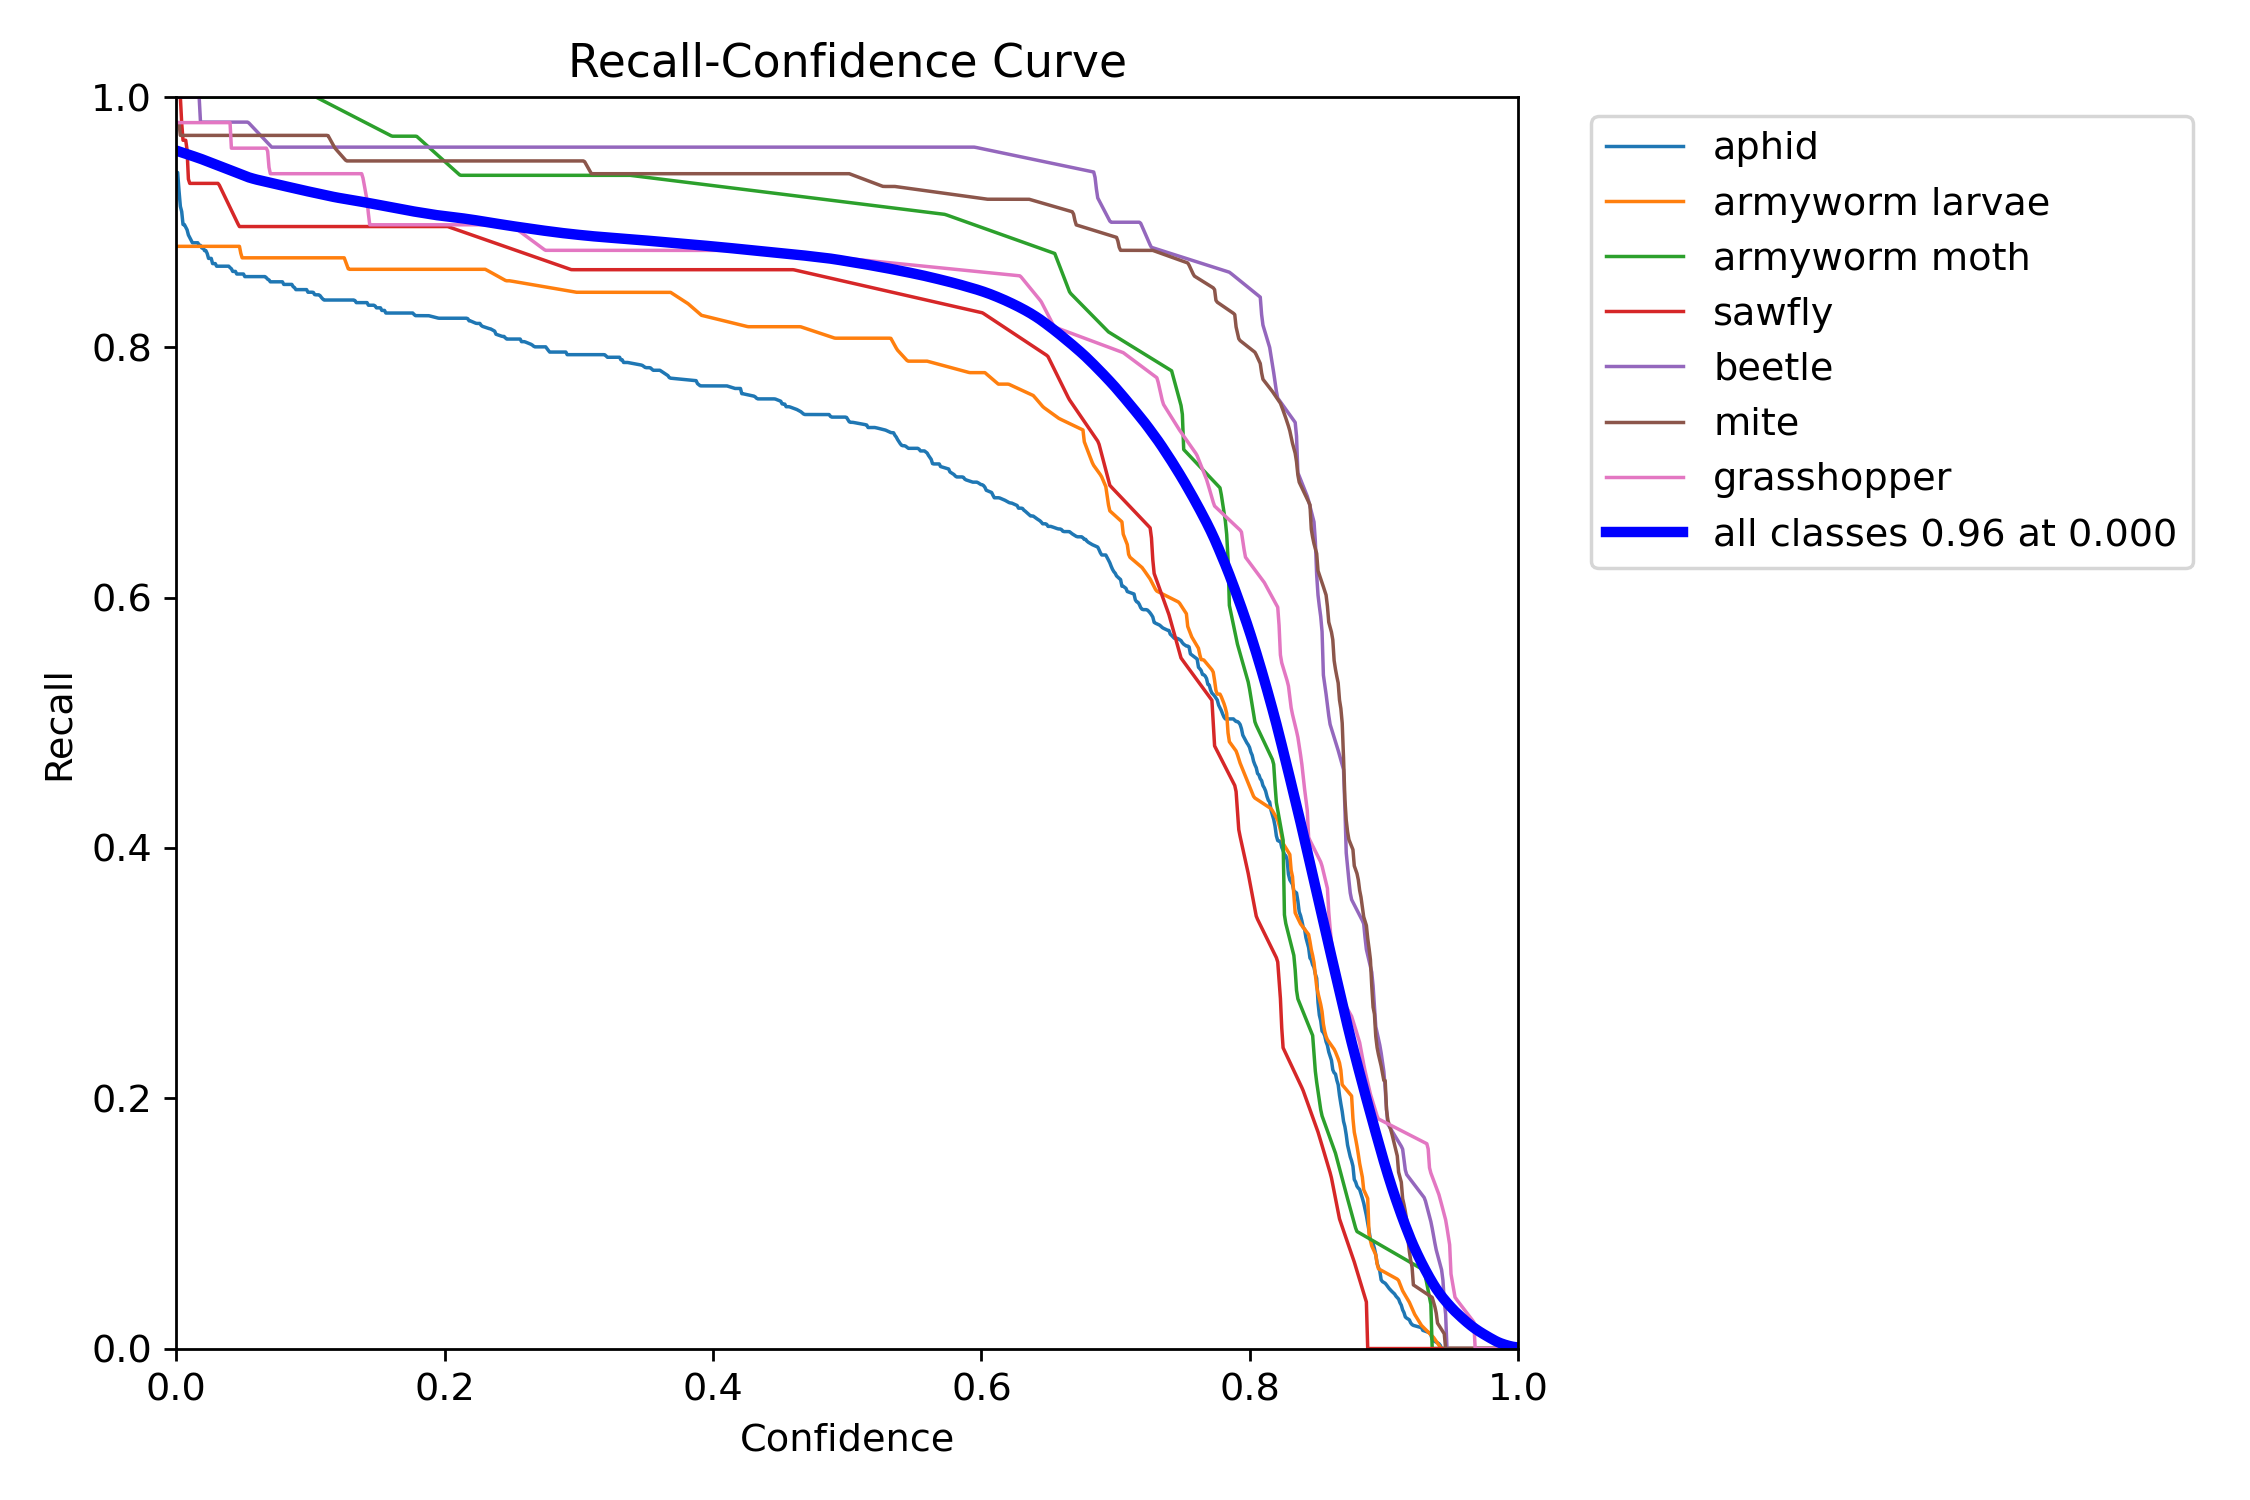 Recall-Confidence Curve
1.0
0.8
0.6
0.4
0.2
0.0
Recall
0.0 0.2 0.4 0.6 0.8 1.0
Confidence
aphid
armyworm larvae
armyworm moth
sawfly
beetle
mite
grasshopper
all classes 0.96 at 0.000